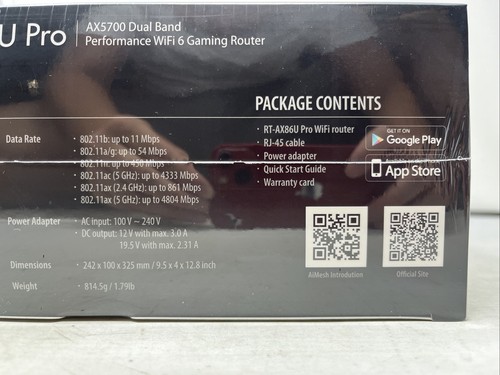 U Pro
AX5700 Dual Band
Performance WiFi 6 Gaming Router
PACKAGE CONTENTS
· RT-AX86U Pro WiFi router
· RJ-45 cable
· Power adapter
· Quick Start Guide
· Warranty card
GET IT ON
Google Play
App Store
Data Rate
· 802.11b: up to 11 Mbps
· 802.11a/g: up to 54 Mbps
· 802.11n: up to 450 Mbps
· 802.11ac (5 GHz): up to 4333 Mbps
· 802.11ax (2.4 GHz): up to 861 Mbps
· 802.11ax (5 GHz): up to 4804 Mbps
Power Adapter
· AC input: 100 V ~ 240 V
· DC output: 12 V with max. 3.0 A
19.5 V with max. 2.31 A
Dimensions
· 242 x 100 x 325 mm / 9.5 x 4 x 12.8 inch
Weight
· 814.5g / 1.79lb
AiMesh Introdution
Official Site